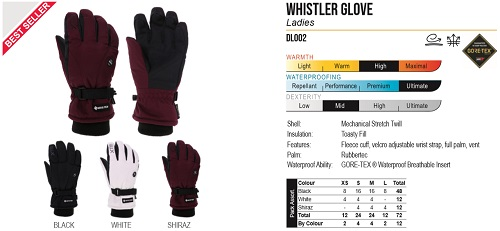 BEST SELLER
WHISTLER GLOVE
Ladies
DL002
GORE-TEX
WARMTH
Light Warm High Maximal
WATERPROOFING
Repellant Performance Premium Ultimate
DEXTERITY
Low Mid High Ultimate
Shell: Mechanical Stretch Twill
Insulation: Toasty Fill
Features: Fleece cuff, velcro adjustable wrist strap, full palm, vent
Palm: Rubbertec
Waterproof Ability: GORE-TEX ® Waterproof Breathable Insert
Pack Assort.
Colour XS S M L Total
Black 8 16 16 8 48
White 4 4 4 - 12
Shiraz - 4 4 4 12
Total 12 24 24 12 72
By Colour 2 4 4 2 12
BLACK WHITE SHIRAZ